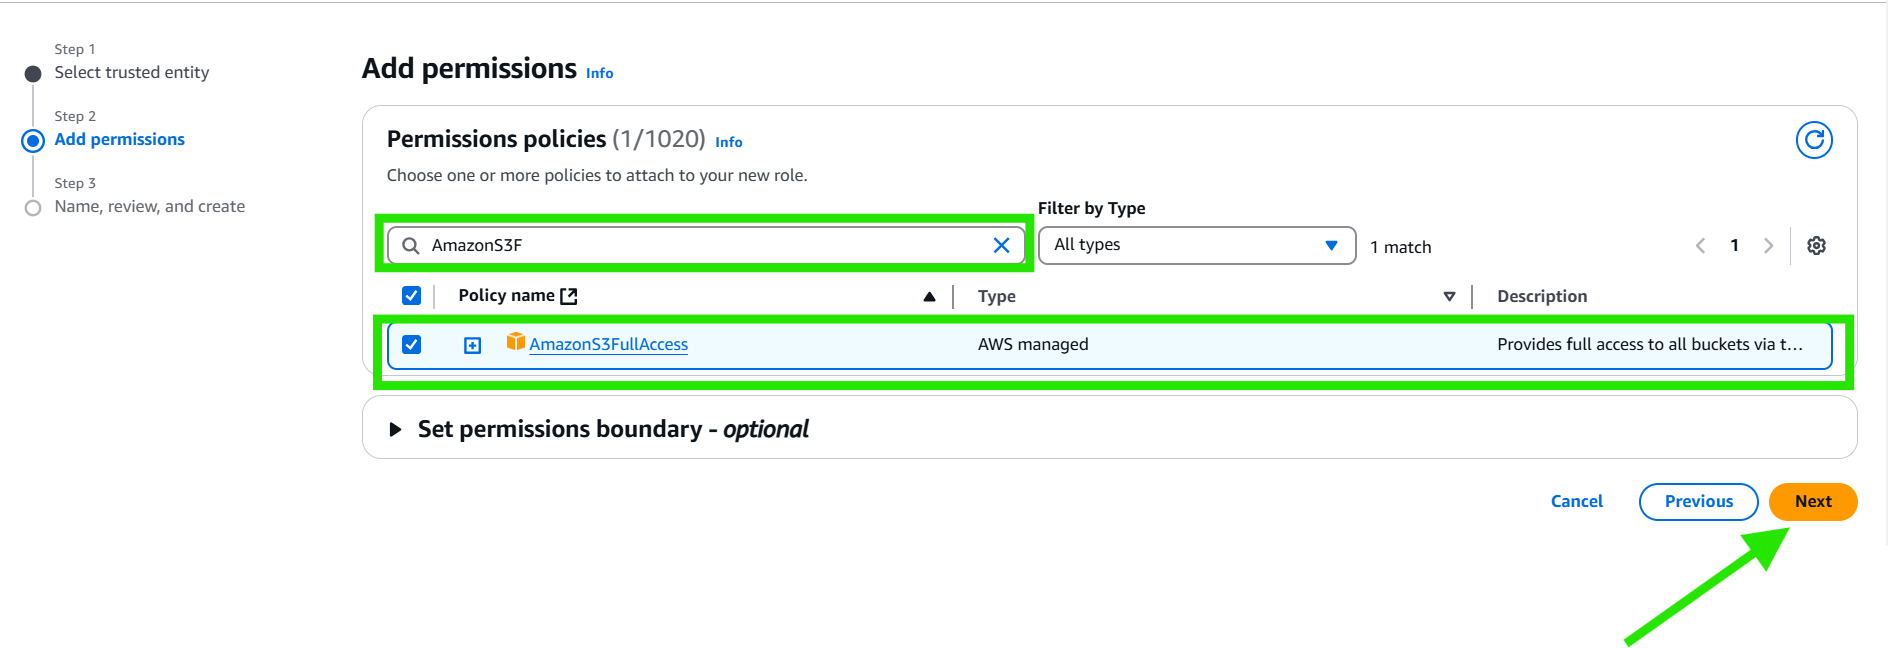 Step 1
Select trusted entity
Step 2
Add permissions
Step 3
Name, review, and create
Add permissions Info
Permissions policies (1/1020) Info
Choose one or more policies to attach to your new role.
Filter by Type
AmazonS3F
All types
1 match
1
Policy name
Type
Description
AmazonS3FullAccess
AWS managed
Provides full access to all buckets via t…
Set permissions boundary - optional
Cancel
Previous
Next